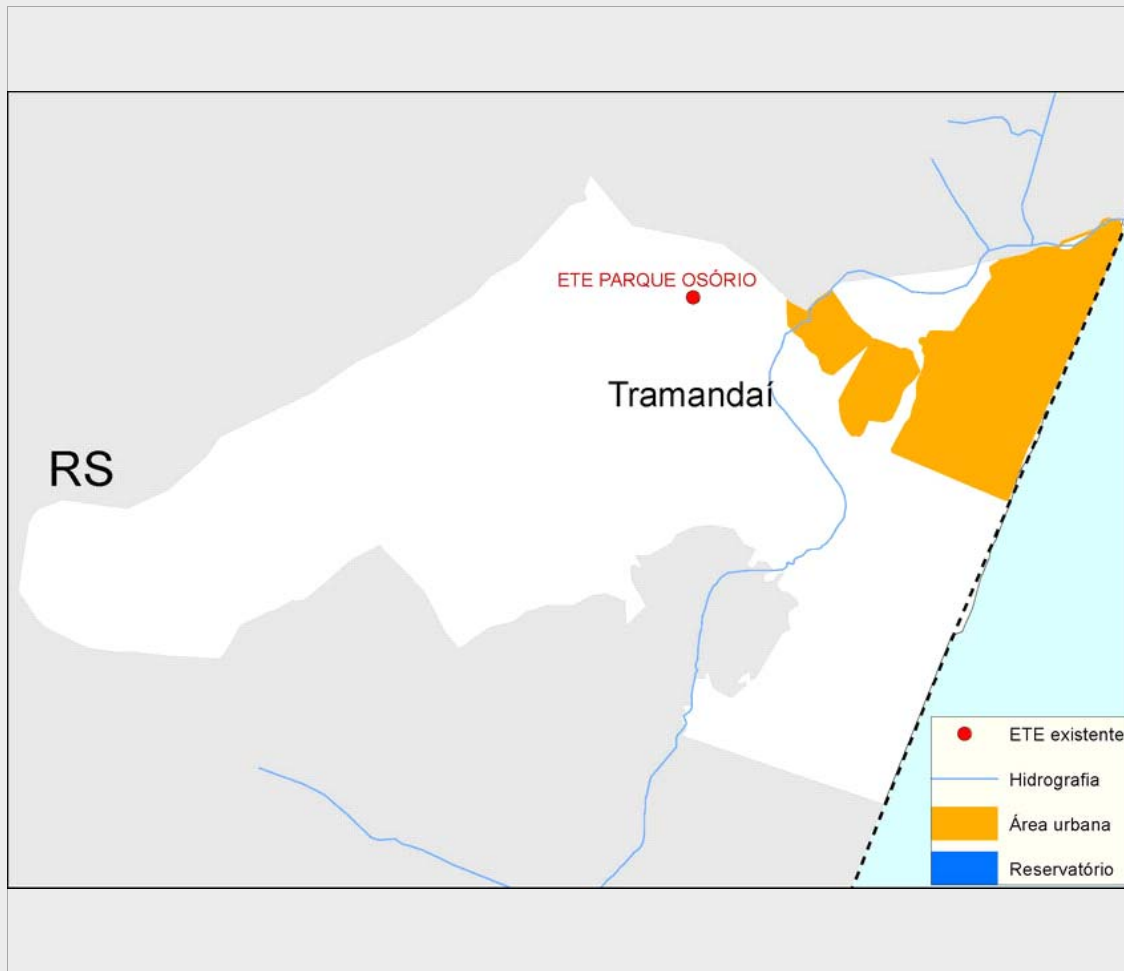 ETE PARQUE OSÓRIO
Tramandaí
RS
ETE existente
Hidrografia
Área urbana
Reservatório